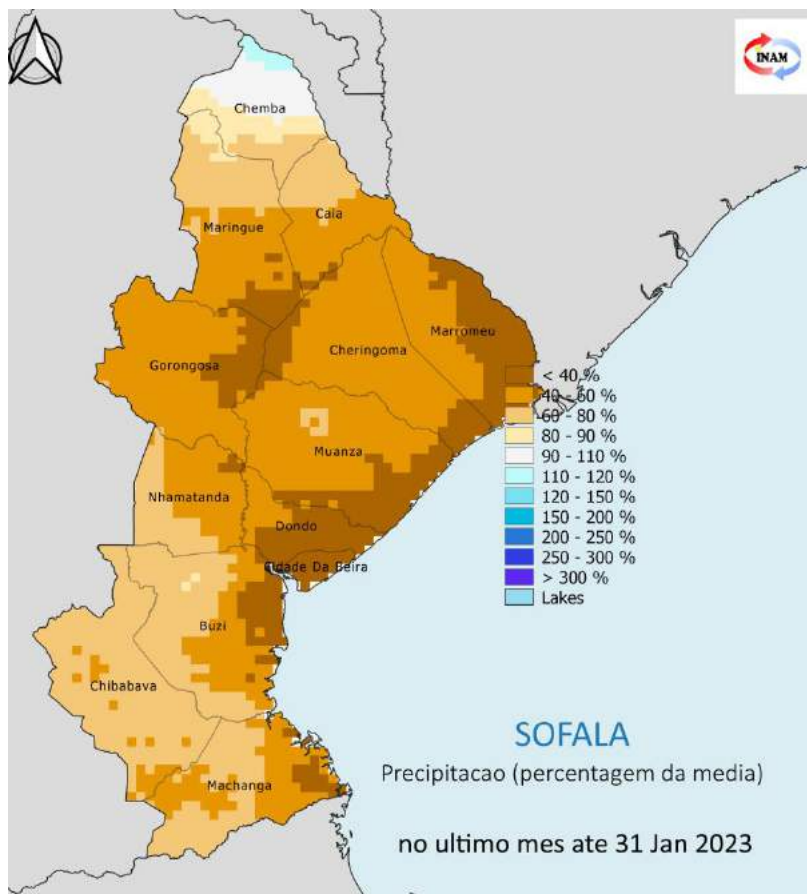 INAM
Chemba
Caia
Maringue
Marromeu
Cheringoma
Gorongosa
< 40 %
40 - 60 %
60 - 80 %
80 - 90 %
90 - 110 %
110 - 120 %
120 - 150 %
150 - 200 %
200 - 250 %
250 - 300 %
> 300 %
Lakes
Muanza
Nhamatanda
Dondo
Cidade Da Beira
Buzi
Chibabava
Machanga
SOFALA
Precipitacao (percentagem da media)
no ultimo mes ate 31 Jan 2023